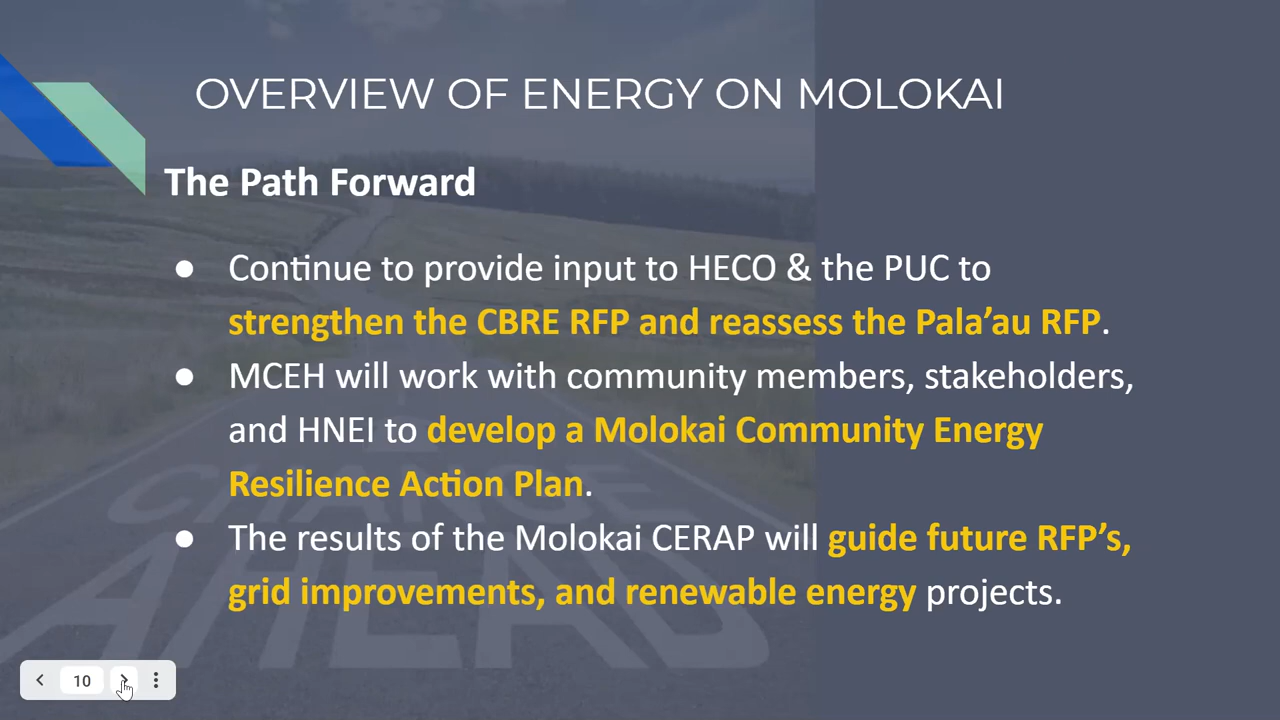 OVERVIEW OF ENERGY ON MOLOKAI
The Path Forward
● Continue to provide input to HECO & the PUC to
strengthen the CBRE RFP and reassess the Pala’au RFP.
● MCEH will work with community members, stakeholders,
and HNEI to develop a Molokai Community Energy
Resilience Action Plan.
● The results of the Molokai CERAP will guide future RFP’s,
grid improvements, and renewable energy projects.
CHANGE
AHEAD
10